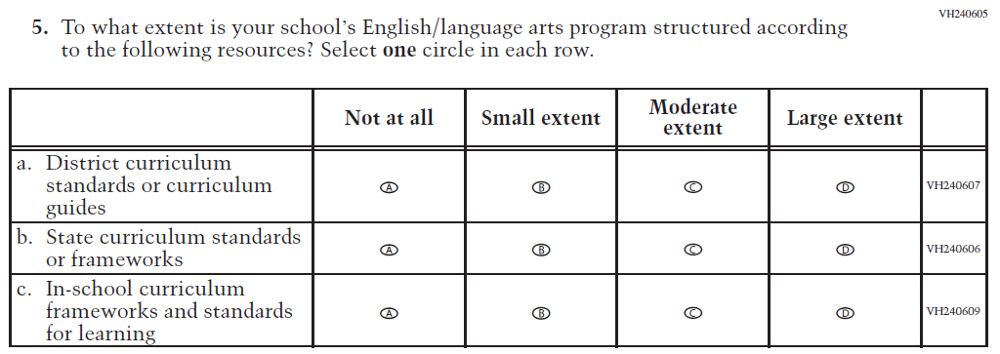 VH240605
5. To what extent is your school’s English/language arts program structured according
to the following resources? Select one circle in each row.
Not at all Small extent Moderate extent Large extent
a. District curriculum
standards or curriculum
guides
A B C D VH240607
b. State curriculum standards
or frameworks
A B C D VH240606
c. In-school curriculum
frameworks and standards
for learning
A B C D VH240609